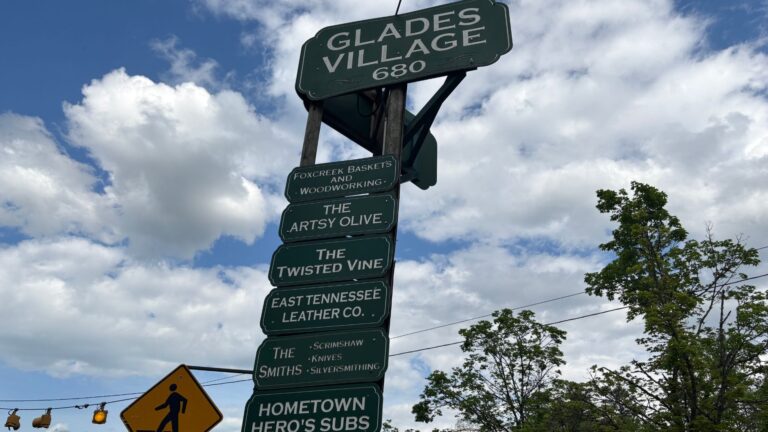 GLADES
VILLAGE
680
FOXCREEK BASKETS
AND
WOODWORKING
THE
ARTSY OLIVE
THE
TWISTED VINE
EAST TENNESSEE
LEATHER CO.
THE SMITHS
• SCRIMSHAW
• KNIVES
• SILVERSMITHING
HOMETOWN
HERO'S SUBS